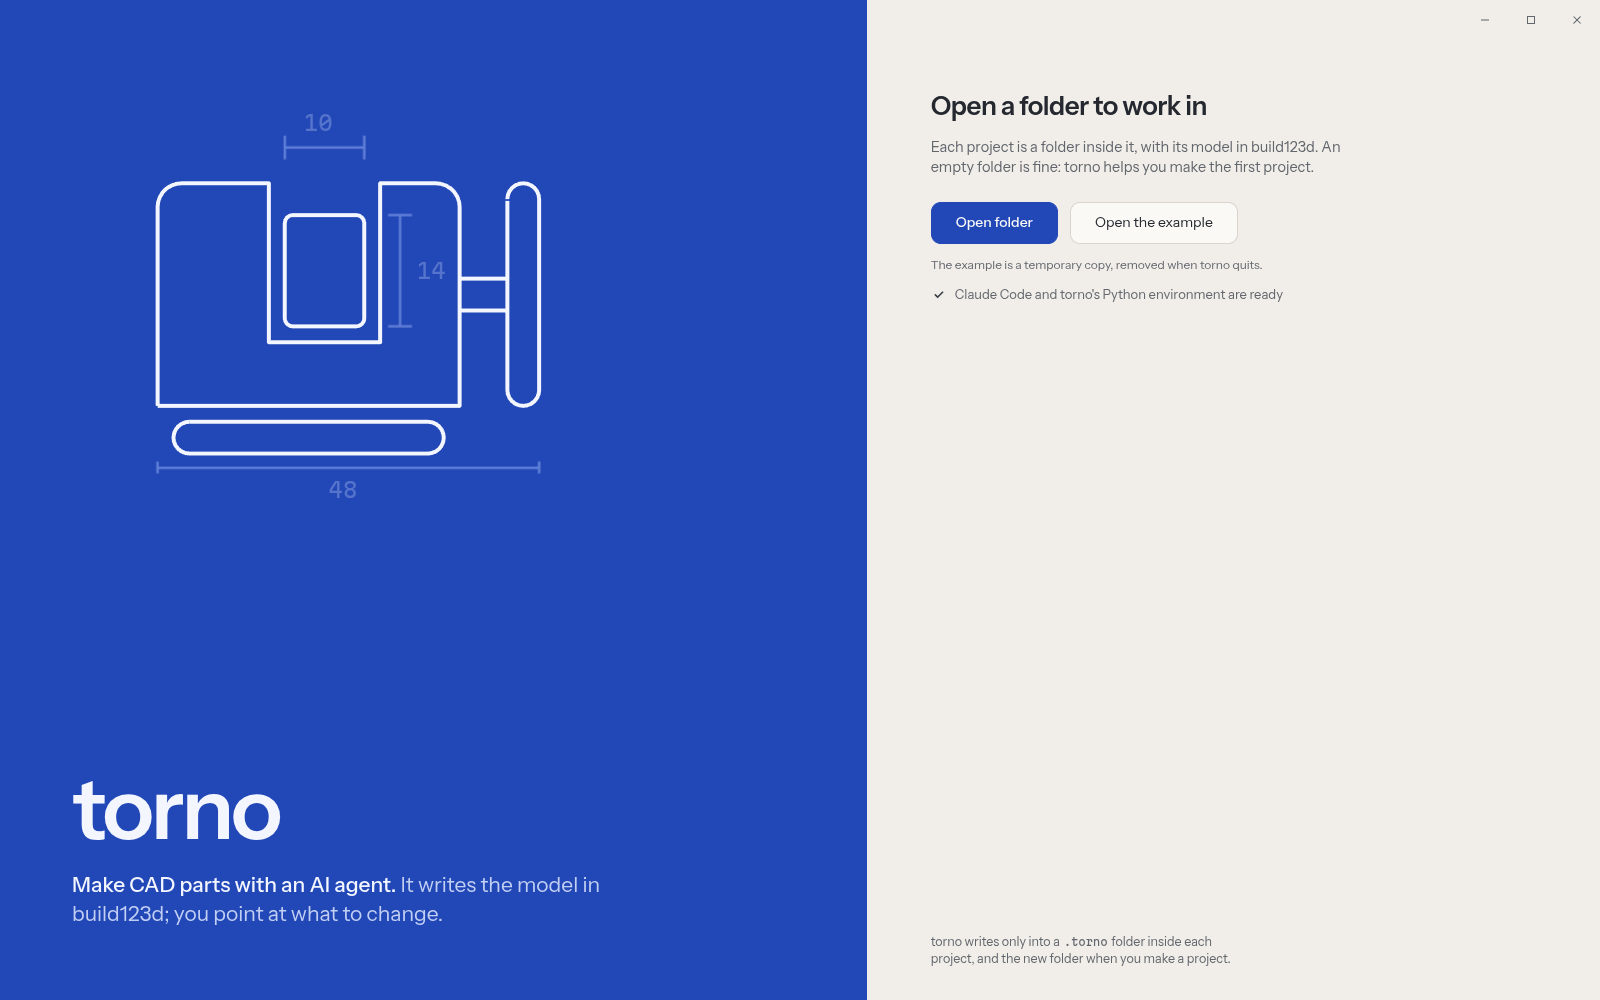 10
14
48
torno
Make CAD parts with an AI agent. It writes the model in
build123d; you point at what to change.
Open a folder to work in
Each project is a folder inside it, with its model in build123d. An
empty folder is fine: torno helps you make the first project.
Open folder
Open the example
The example is a temporary copy, removed when torno quits.
Claude Code and torno's Python environment are ready
torno writes only into a .torno folder inside each
project, and the new folder when you make a project.